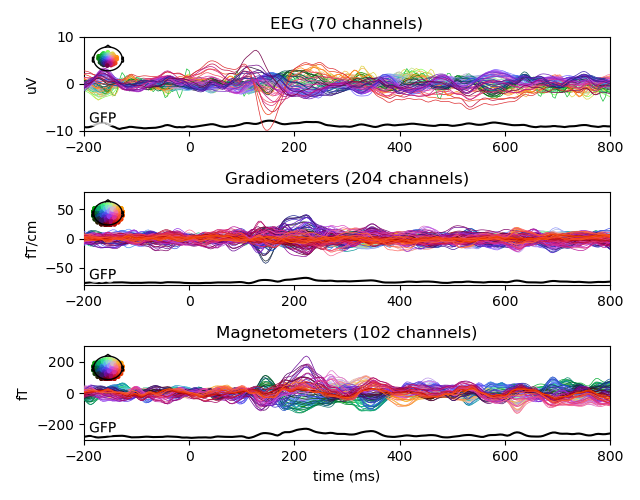 EEG (70 channels)
10
0
−10
uV
GFP
−200 0 200 400 600 800
Gradiometers (204 channels)
50
0
−50
fT/cm
GFP
−200 0 200 400 600 800
Magnetometers (102 channels)
200
0
−200
fT
GFP
−200 0 200 400 600 800
time (ms)